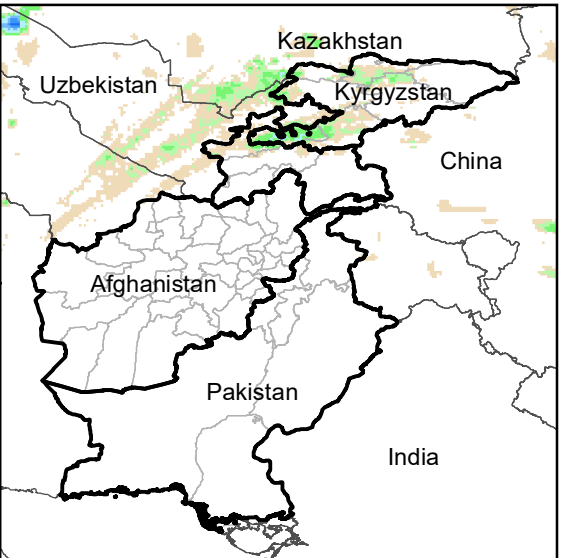 Kazakhstan
Uzbekistan
Kyrgyzstan
China
Afghanistan
Pakistan
India